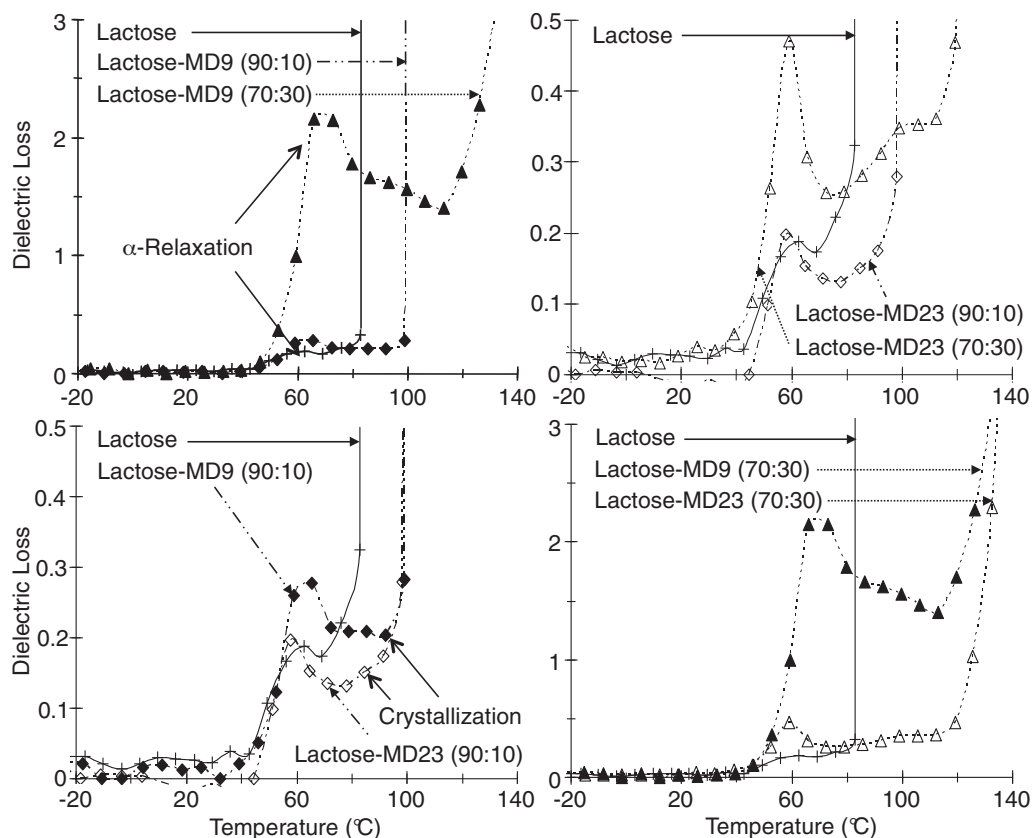 3
Lactose
Lactose-MD9 (90:10)
Lactose-MD9 (70:30)
2
α-Relaxation
1
0
-20 20 60 100 140
Dielectric Loss
0.5
Lactose
0.4
0.3
0.2
0.1
Lactose-MD23 (90:10)
Lactose-MD23 (70:30)
0
-20 20 60 100 140
0.5
Lactose
Lactose-MD9 (90:10)
0.4
0.3
0.2
0.1
Crystallization
Lactose-MD23 (90:10)
0
-20 20 60 100 140
Dielectric Loss
Temperature (°C)
3
Lactose
Lactose-MD9 (70:30)
Lactose-MD23 (70:30)
2
1
0
-20 20 60 100 140
Temperature (°C)